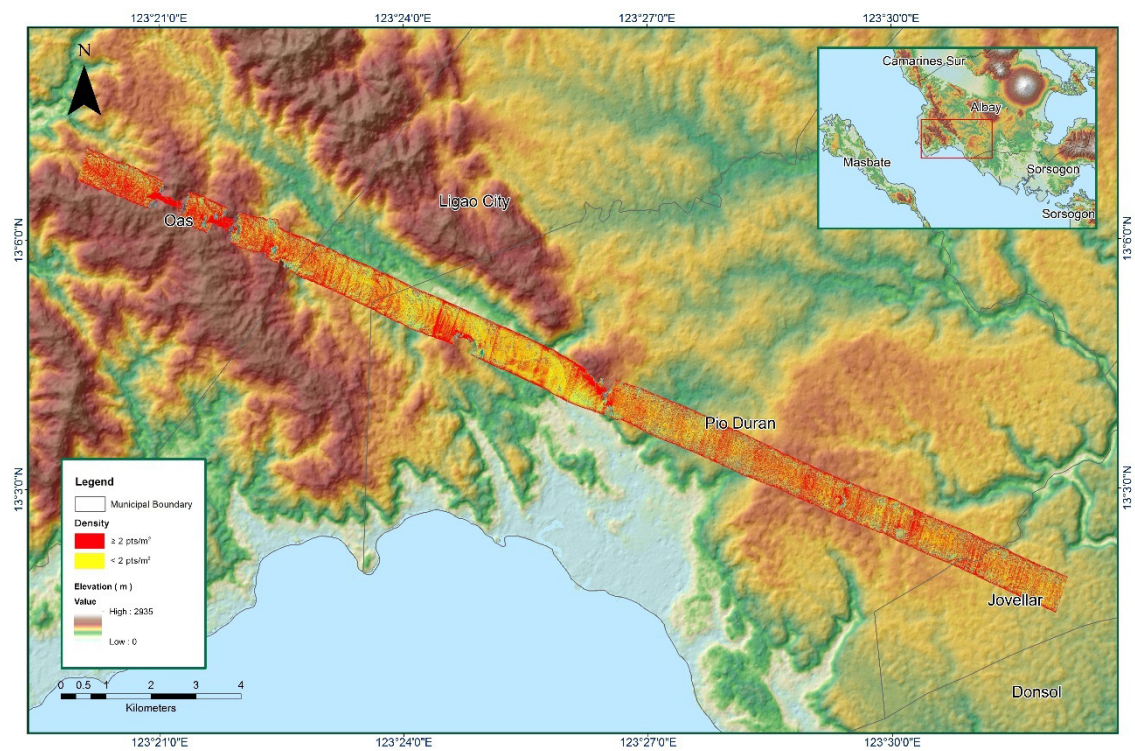 123°21'0"E 123°24'0"E 123°27'0"E 123°30'0"E
N
Camarines Sur
Albay
Masbate
Sorsogon
Sorsogon
Ligao City
Oas
13°6'0"N 13°6'0"N
Pio Duran
13°3'0"N 13°3'0"N
Legend
Municipal Boundary
Density
≥ 2 pts/m²
< 2 pts/m²
Elevation ( m )
Value
High : 2935
Low : 0
Jovellar
Donsol
0 0.5 1 2 3 4
Kilometers
123°21'0"E 123°24'0"E 123°27'0"E 123°30'0"E